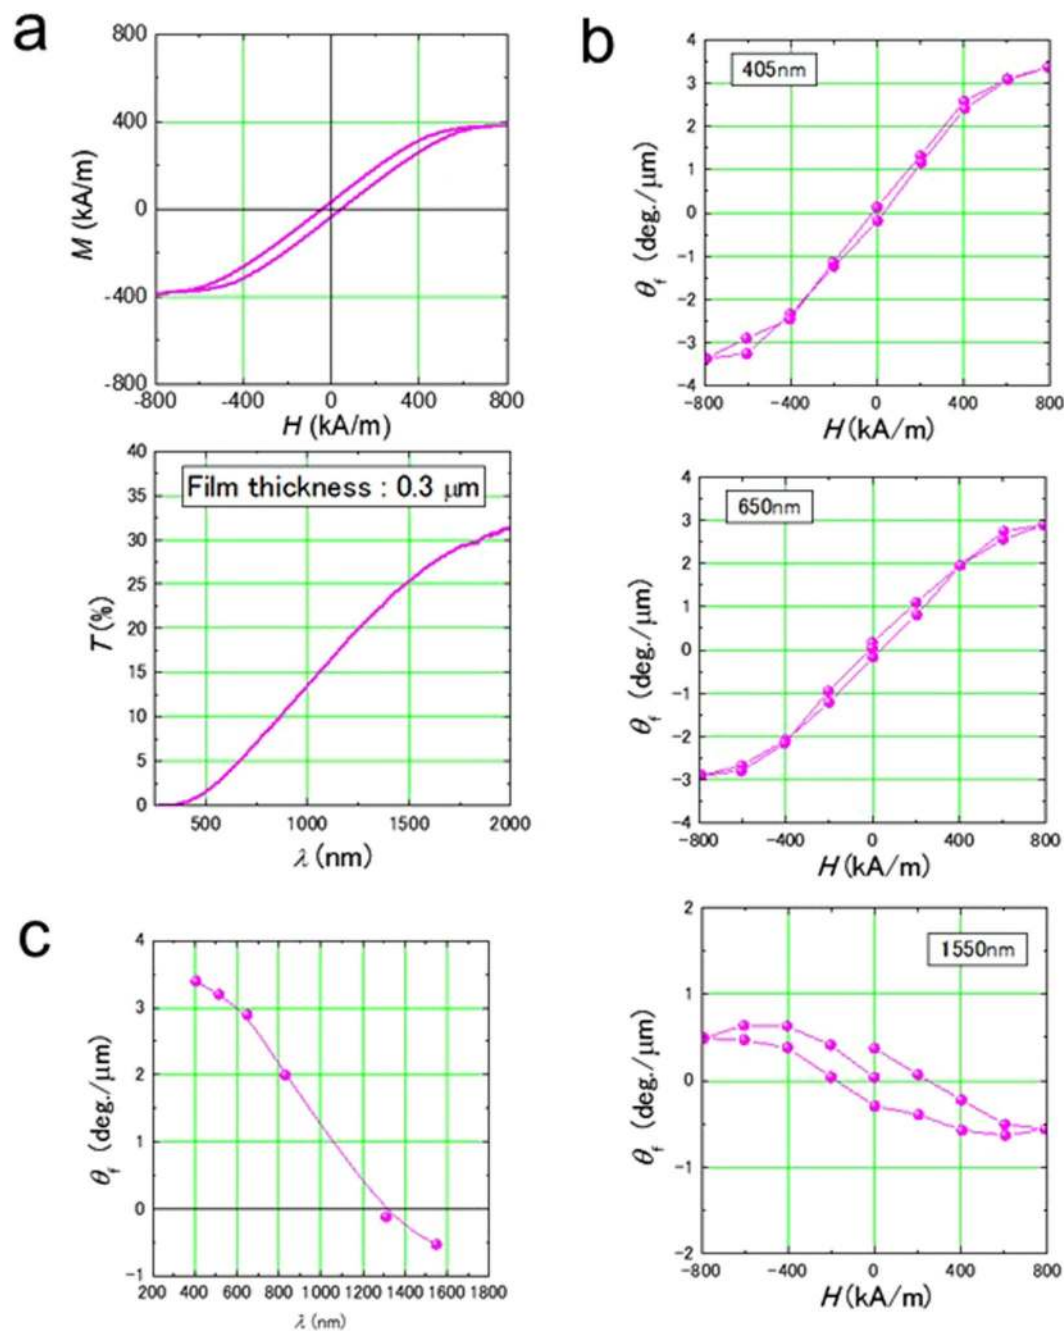 a
800
400
0
-400
-800
M (kA/m)
-800 -400 0 400 800
H (kA/m)
40
35
30
25
20
15
10
5
0
T (%)
Film thickness : 0.3 μm
500 1000 1500 2000
λ (nm)
b
4
3
2
1
0
-1
-2
-3
-4
θf (deg./μm)
405nm
-800 -400 0 400 800
H (kA/m)
4
3
2
1
0
-1
-2
-3
-4
θf (deg./μm)
650nm
-800 -400 0 400 800
H (kA/m)
2
1
0
-1
-2
θf (deg./μm)
1550nm
-800 -400 0 400 800
H (kA/m)
c
4
3
2
1
0
-1
θf (deg./μm)
200 400 600 800 1000 1200 1400 1600 1800
λ (nm)